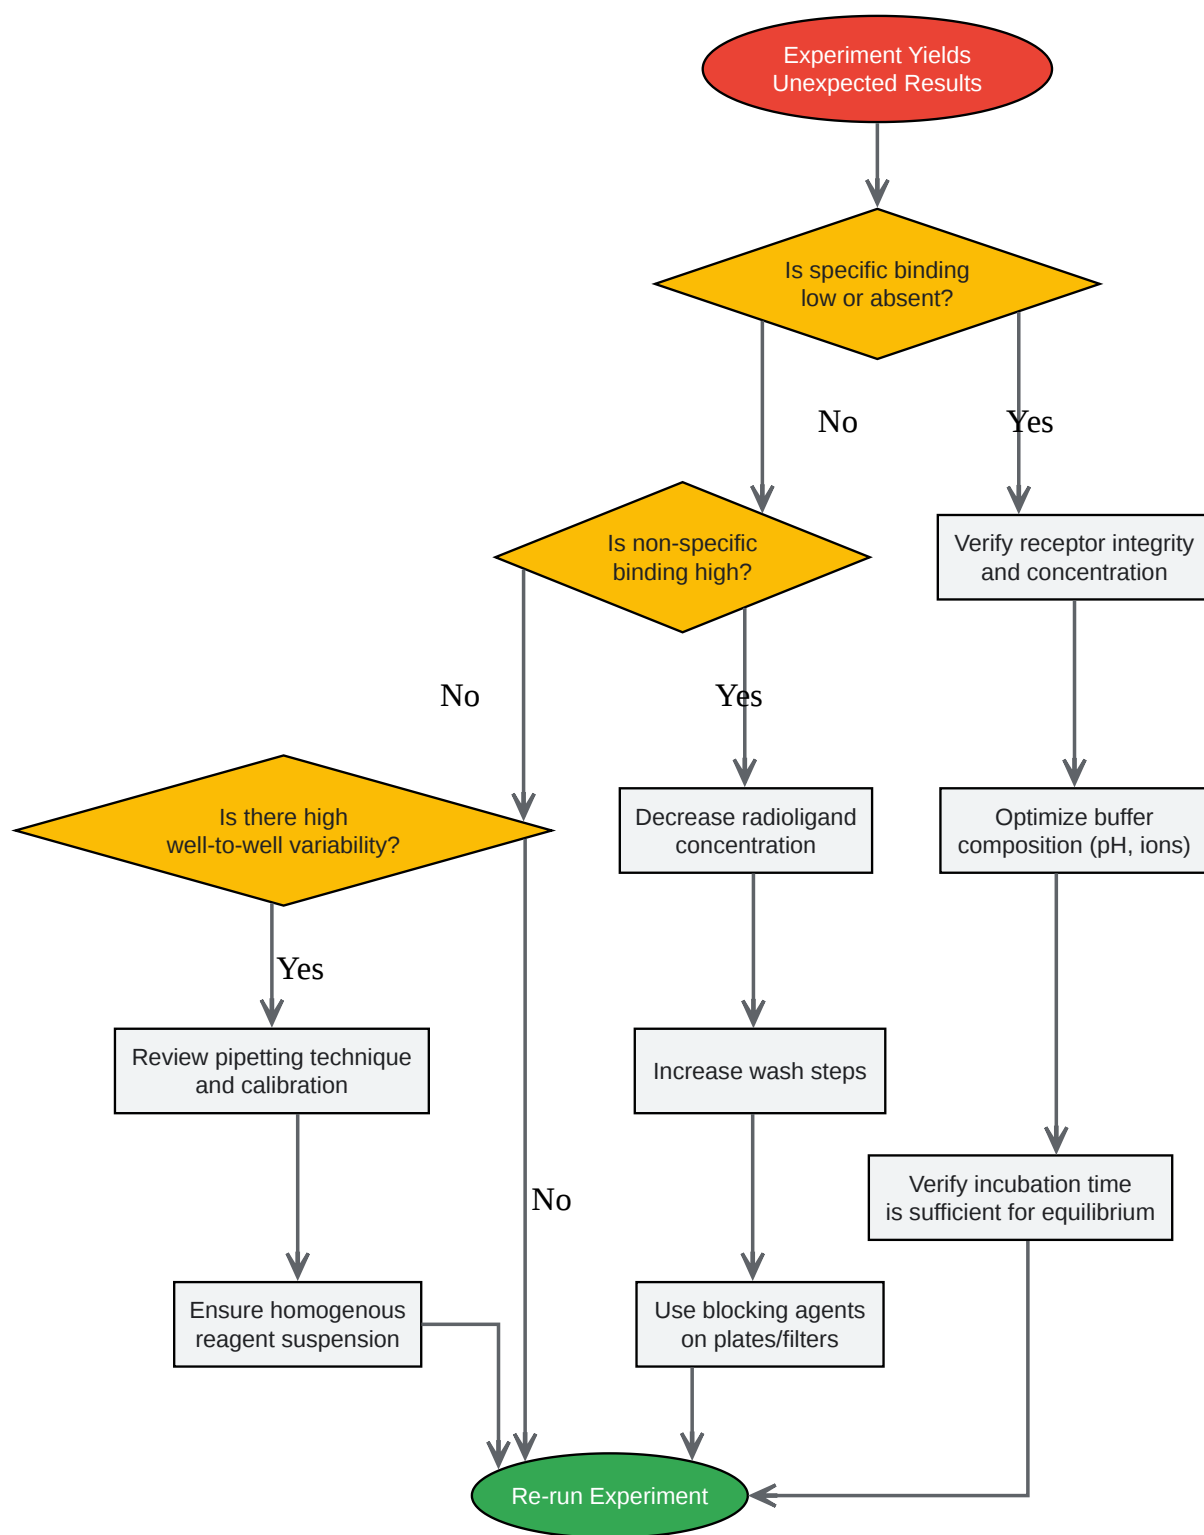 Experiment Yields
Unexpected Results
Is specific binding
low or absent?
No
Yes
Is non-specific
binding high?
Verify receptor integrity
and concentration
No
Yes
Is there high
well-to-well variability?
Decrease radioligand
concentration
Optimize buffer
composition (pH, ions)
Yes
Review pipetting technique
and calibration
Increase wash steps
No
Verify incubation time
is sufficient for equilibrium
Ensure homogenous
reagent suspension
Use blocking agents
on plates/filters
Re-run Experiment